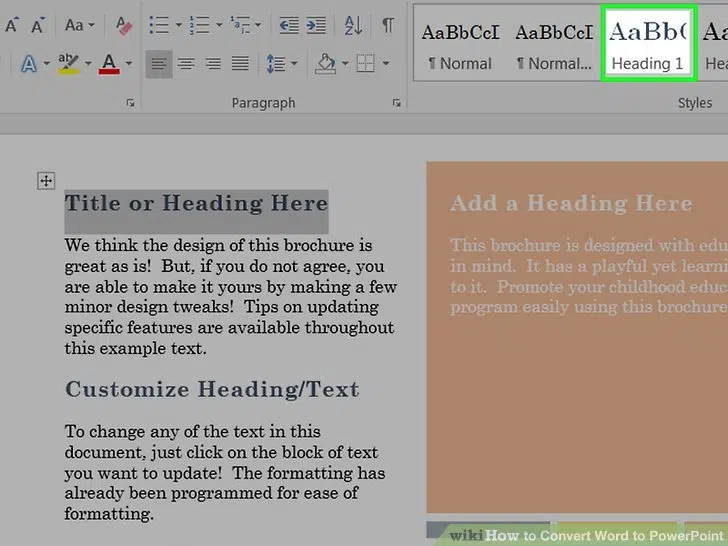 Aa
AaBbCcI AaBbCcI AaBb(
¶ Normal ¶ Normal... Heading 1
Paragraph Styles
Title or Heading Here
We think the design of this brochure is
great as is! But, if you do not agree, you
are able to make it yours by making a few
minor design tweaks! Tips on updating
specific features are available throughout
this example text.
Customize Heading/Text
To change any of the text in this
document, just click on the block of text
you want to update! The formatting has
already been programmed for ease of
formatting.
Add a Heading Here
This brochure is designed with edu
in mind. It has a playful yet learni
to it. Promote your childhood educ
program easily using this brochure
wikiHow to Convert Word to PowerPoint